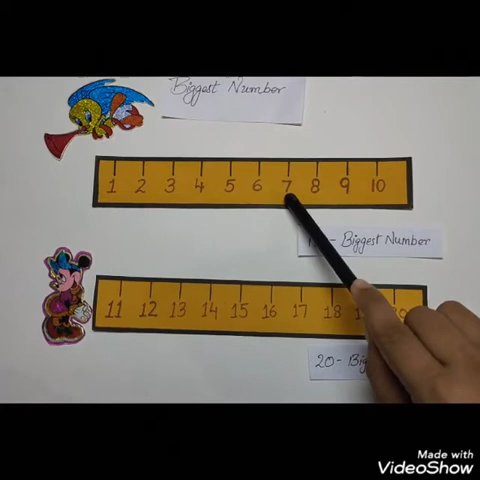 Biggest Number
1 2 3 4 5 6 7 8 9 10
- Biggest Number
11 12 13 14 15 16 17 18
20-
Made with
VideoShow